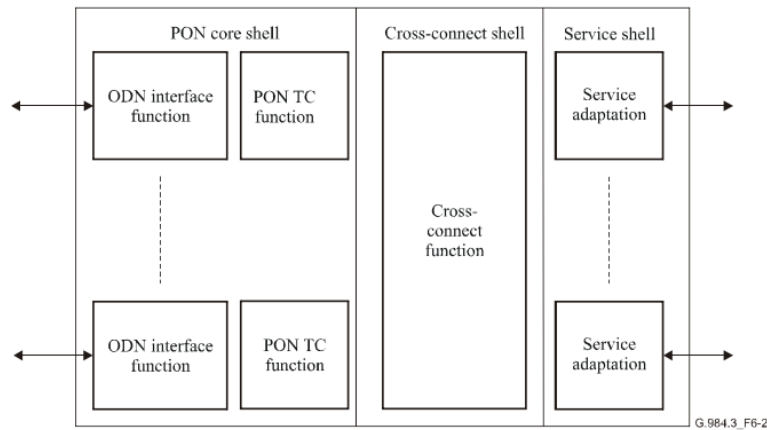 PON core shell
Cross-connect shell
Service shell
ODN interface
function
PON TC
function
Service
adaptation
Cross-
connect
function
ODN interface
function
PON TC
function
Service
adaptation
G.984.3_F6-2